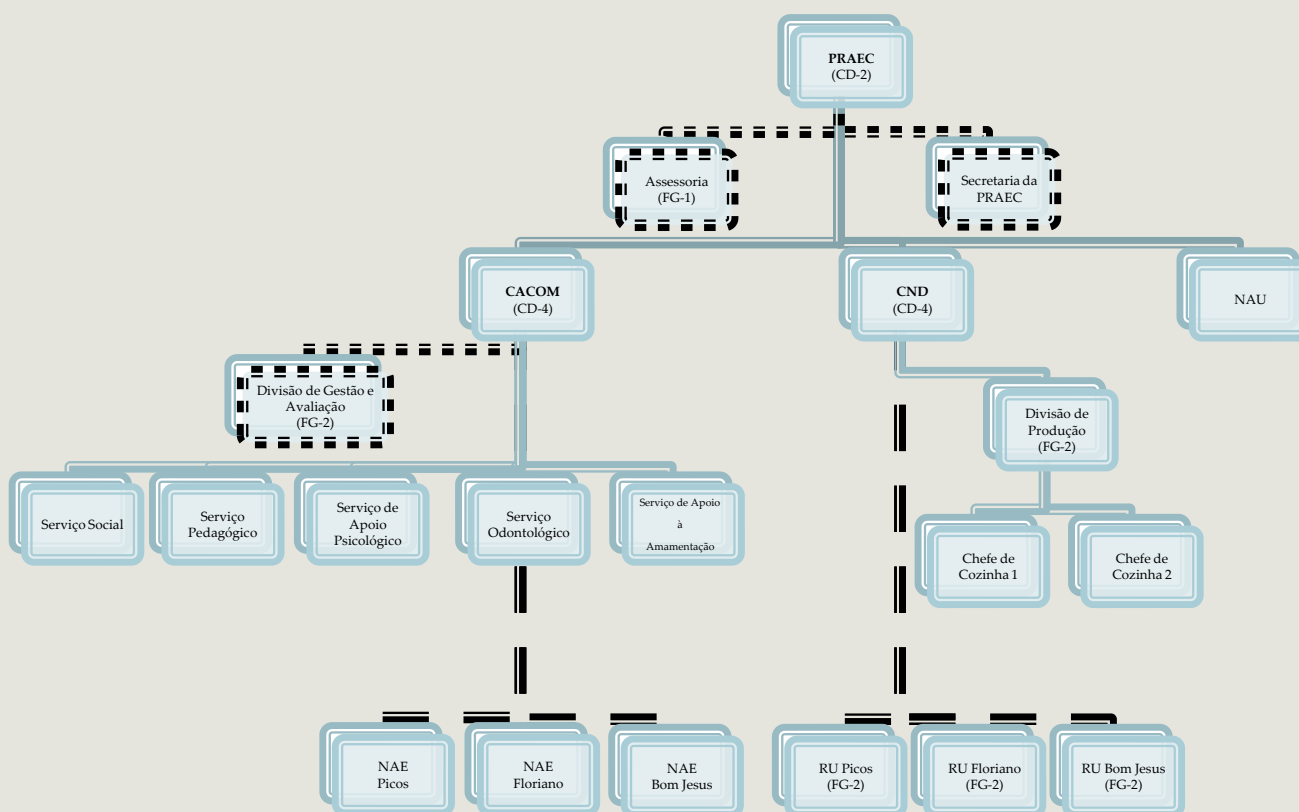 PRAEC
(CD-2)
Assessoria
(FG-1)
Secretaria da
PRAEC
CACOM
(CD-4)
CND
(CD-4)
NAU
Divisão de Gestão e
Avaliação
(FG-2)
Divisão de
Produção
(FG-2)
Serviço Social
Serviço
Pedagógico
Serviço de
Apoio
Psicológico
Serviço
Odontológico
Serviço de Apoio
à
Amamentação
Chefe de
Cozinha 1
Chefe de
Cozinha 2
NAE
Picos
NAE
Floriano
NAE
Bom Jesus
RU Picos
(FG-2)
RU Floriano
(FG-2)
RU Bom Jesus
(FG-2)